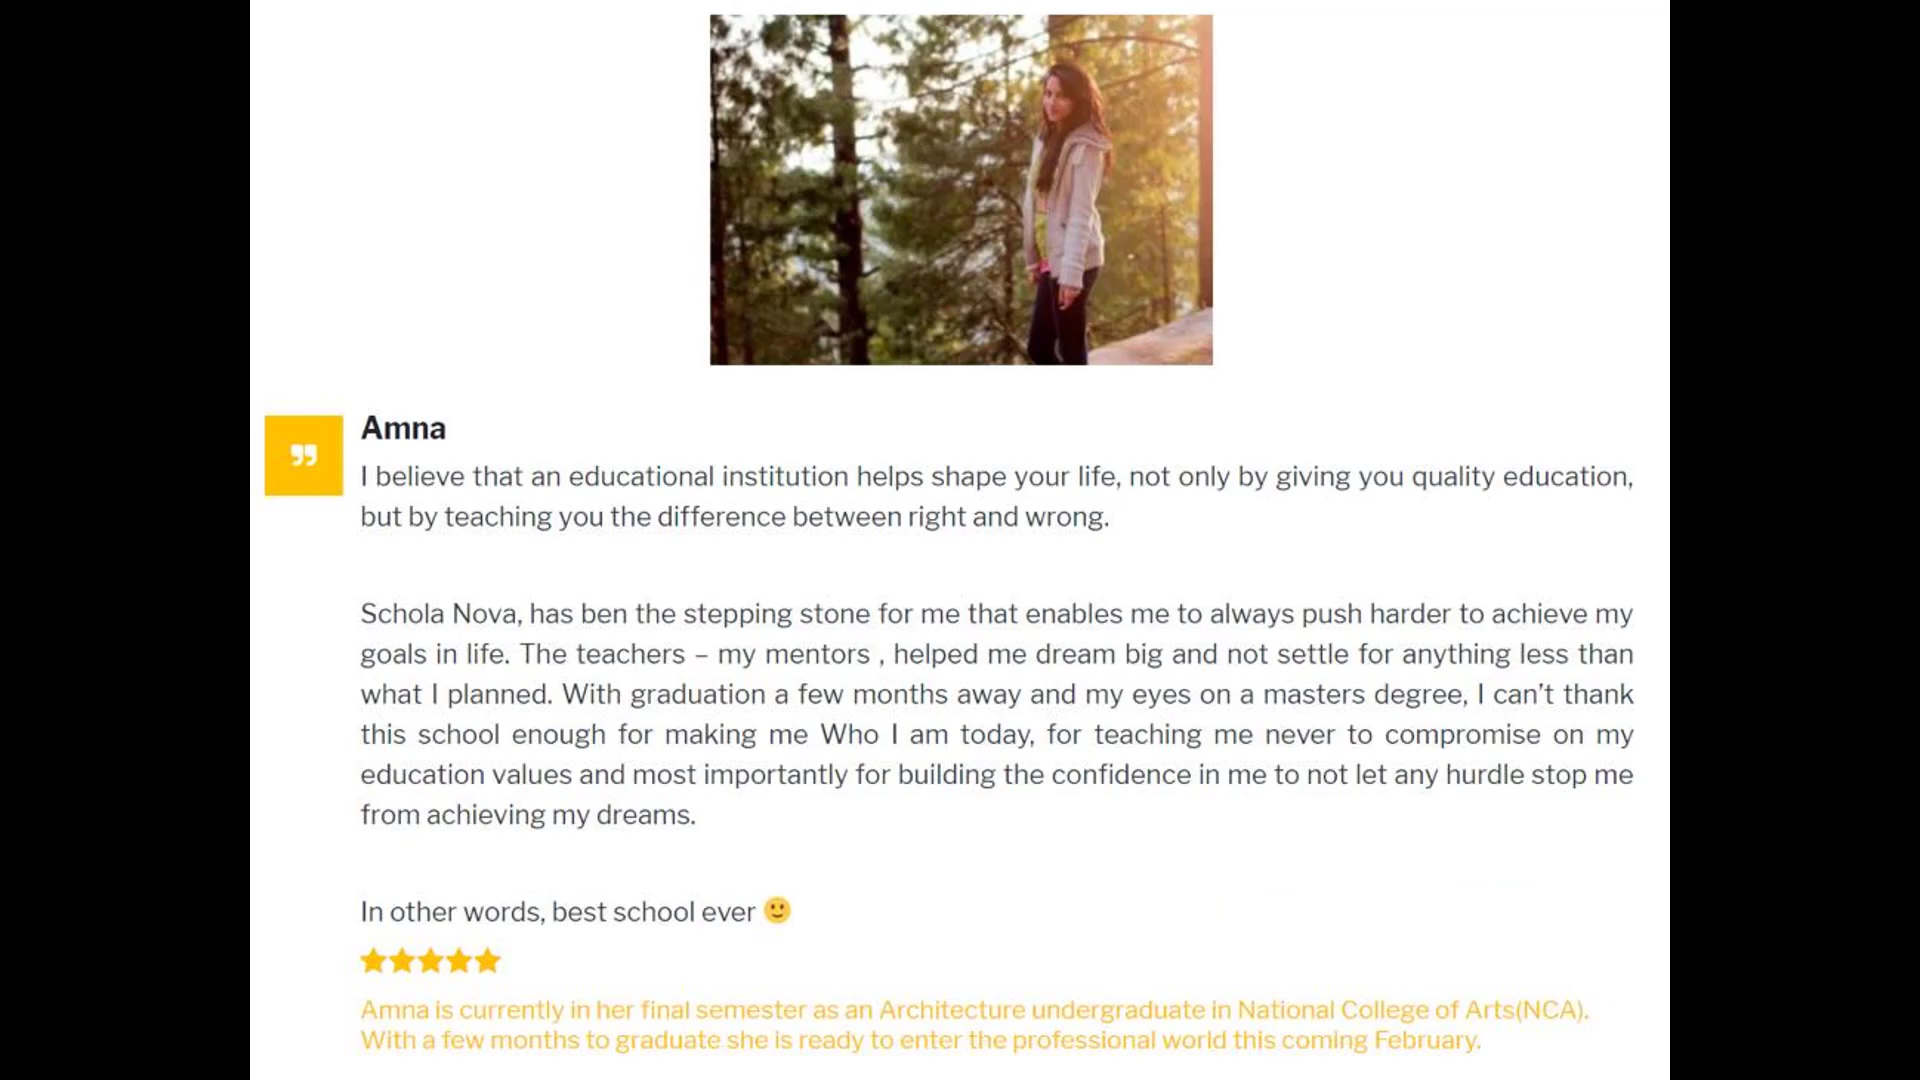 Amna
I believe that an educational institution helps shape your life, not only by giving you quality education,
but by teaching you the difference between right and wrong.
Schola Nova, has ben the stepping stone for me that enables me to always push harder to achieve my
goals in life. The teachers – my mentors , helped me dream big and not settle for anything less than
what I planned. With graduation a few months away and my eyes on a masters degree, I can’t thank
this school enough for making me Who I am today, for teaching me never to compromise on my
education values and most importantly for building the confidence in me to not let any hurdle stop me
from achieving my dreams.
In other words, best school ever 🙂
Amna is currently in her final semester as an Architecture undergraduate in National College of Arts(NCA).
With a few months to graduate she is ready to enter the professional world this coming February.